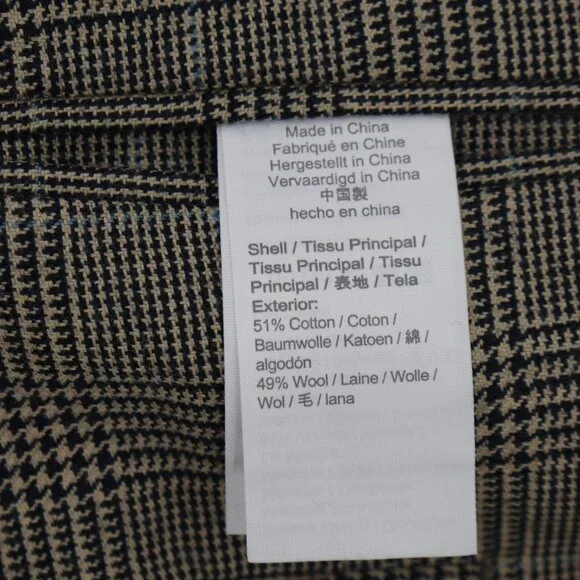 Made in China
Fabriqué en Chine
Hergestellt in China
Vervaardigd in China
中国製
hecho en china
Shell / Tissu Principal /
Tissu Principal / Tissu
Principal / 表地 / Tela
Exterior:
51% Cotton / Coton /
Baumwolle / Katoen / 綿 /
algodón
49% Wool / Laine / Wolle /
Wol / 毛 / lana